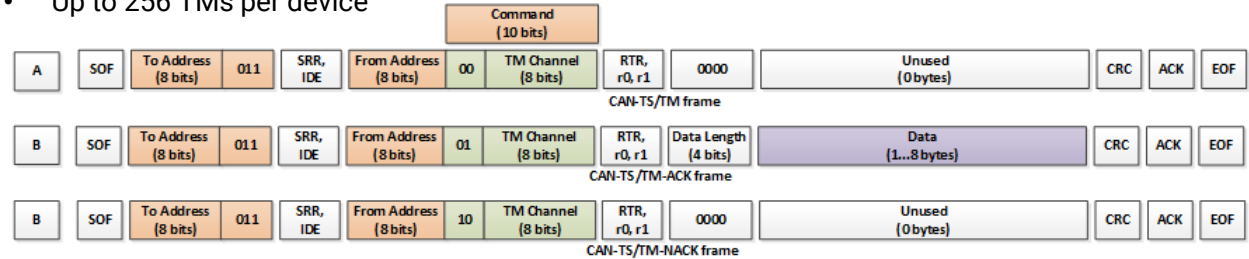 • Up to 256 TMs per device
Command
(10 bits)
A SOF To Address (8 bits) 011 SRR, IDE From Address (8 bits) 00 TM Channel (8 bits) RTR, r0, r1 0000 Unused (0 bytes) CRC ACK EOF
CAN-TS/TM frame
B SOF To Address (8 bits) 011 SRR, IDE From Address (8 bits) 01 TM Channel (8 bits) RTR, r0, r1 Data Length (4 bits) Data (1...8 bytes) CRC ACK EOF
CAN-TS/TM-ACK frame
B SOF To Address (8 bits) 011 SRR, IDE From Address (8 bits) 10 TM Channel (8 bits) RTR, r0, r1 0000 Unused (0 bytes) CRC ACK EOF
CAN-TS/TM-NACK frame